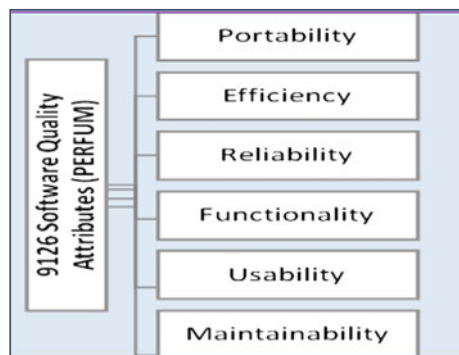 9126 Software Quality
Attributes (PERFUM)
Portability
Efficiency
Reliability
Functionality
Usability
Maintainability